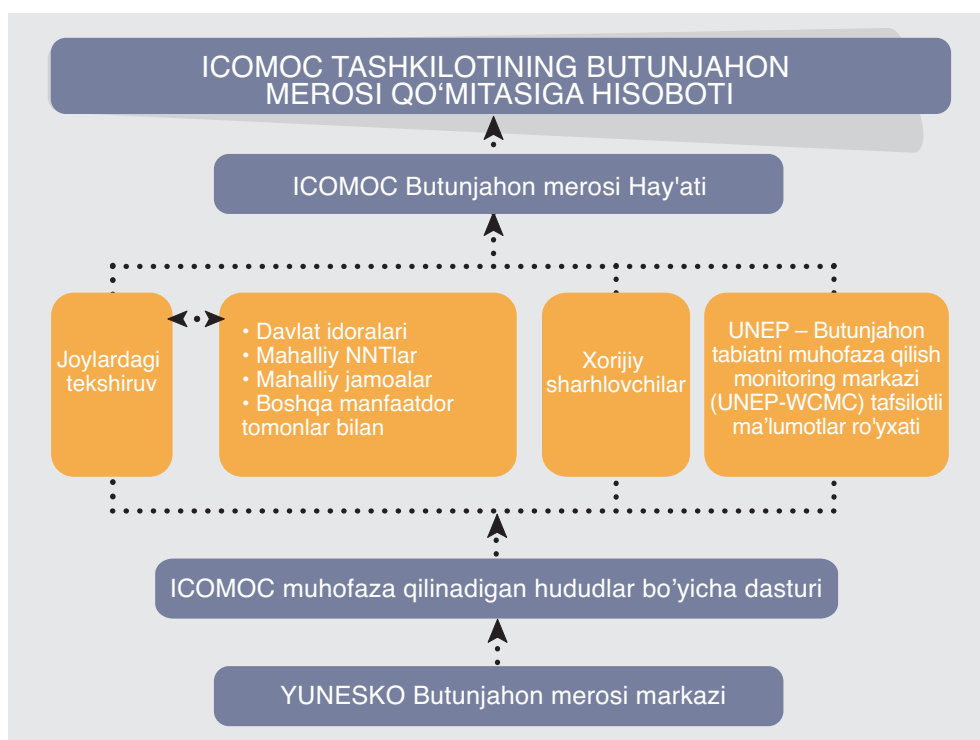 ICOMOC TASHKILOTINING BUTUNJAHON
MEROSI QO‘MITASIGA HISOBOTI
ICOMOC Butunjahon merosi Hay'ati
Joylardagi
tekshiruv
• Davlat idoralari
• Mahalliy NNTlar
• Mahalliy jamoalar
• Boshqa manfaatdor
tomonlar bilan
Xorijiy
sharhlovchilar
UNEP – Butunjahon
tabiatni muhofaza qilish
monitoring markazi
(UNEP-WCMC) tafsilotli
ma’lumotlar ro'yxati
ICOMOC muhofaza qilinadigan hududlar bo’yicha dasturi
YUNESKO Butunjahon merosi markazi